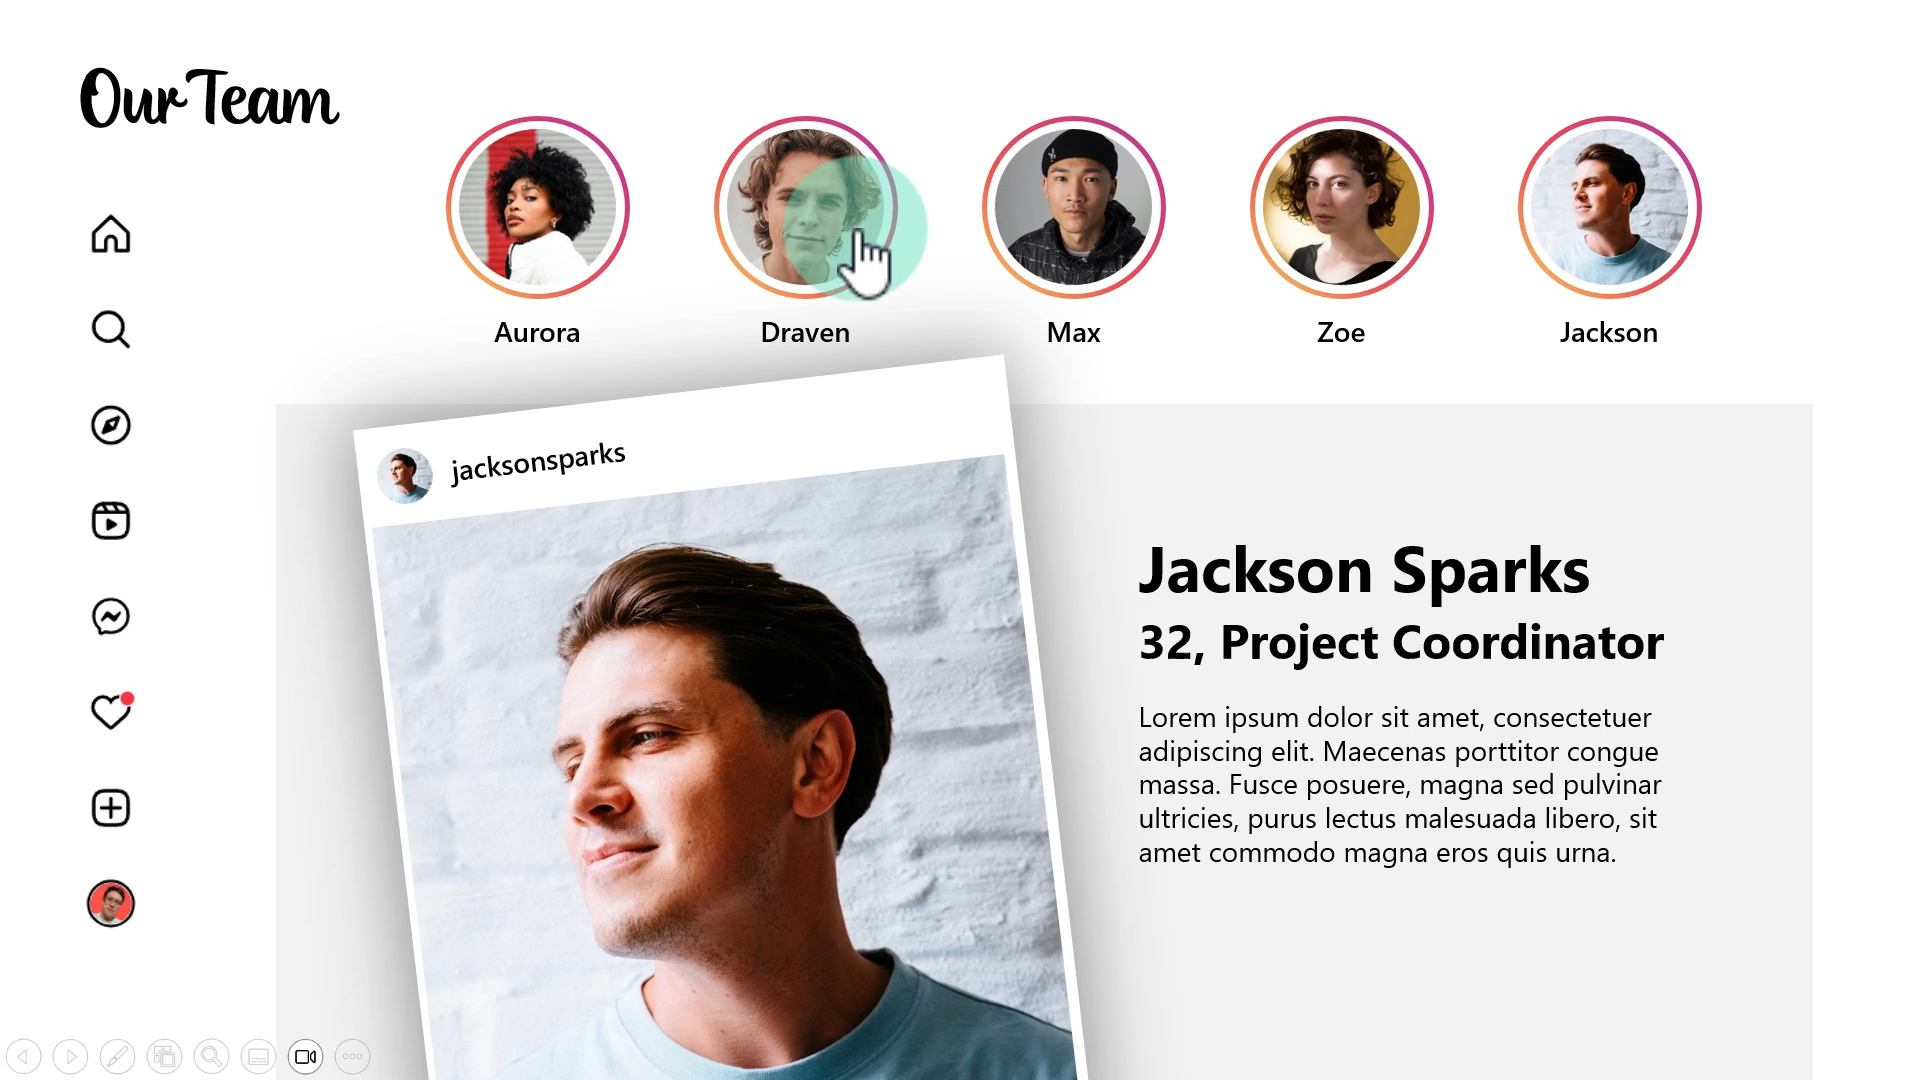 Our Team
Aurora
Draven
Max
Zoe
Jackson
jacksonsparks
Jackson Sparks
32, Project Coordinator
Lorem ipsum dolor sit amet, consectetuer
adipiscing elit. Maecenas porttitor congue
massa. Fusce posuere, magna sed pulvinar
ultricies, purus lectus malesuada libero, sit
amet commodo magna eros quis urna.